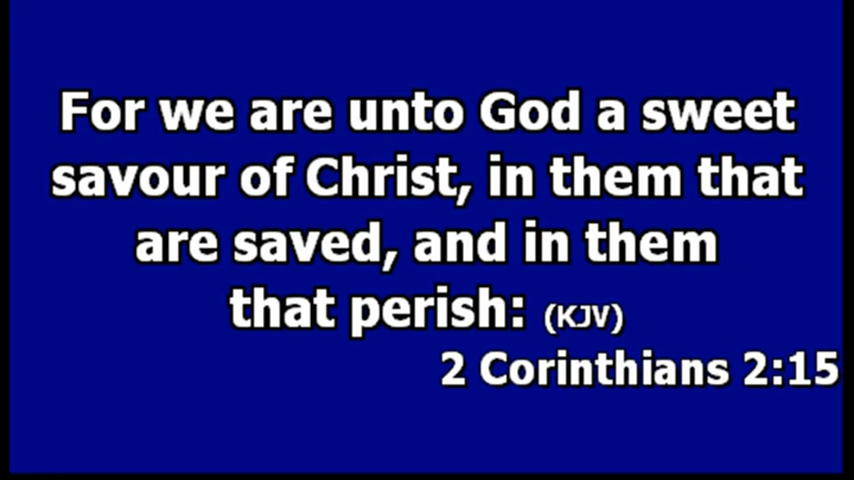 For we are unto God a sweet
savour of Christ, in them that
are saved, and in them
that perish: (KJV)
2 Corinthians 2:15